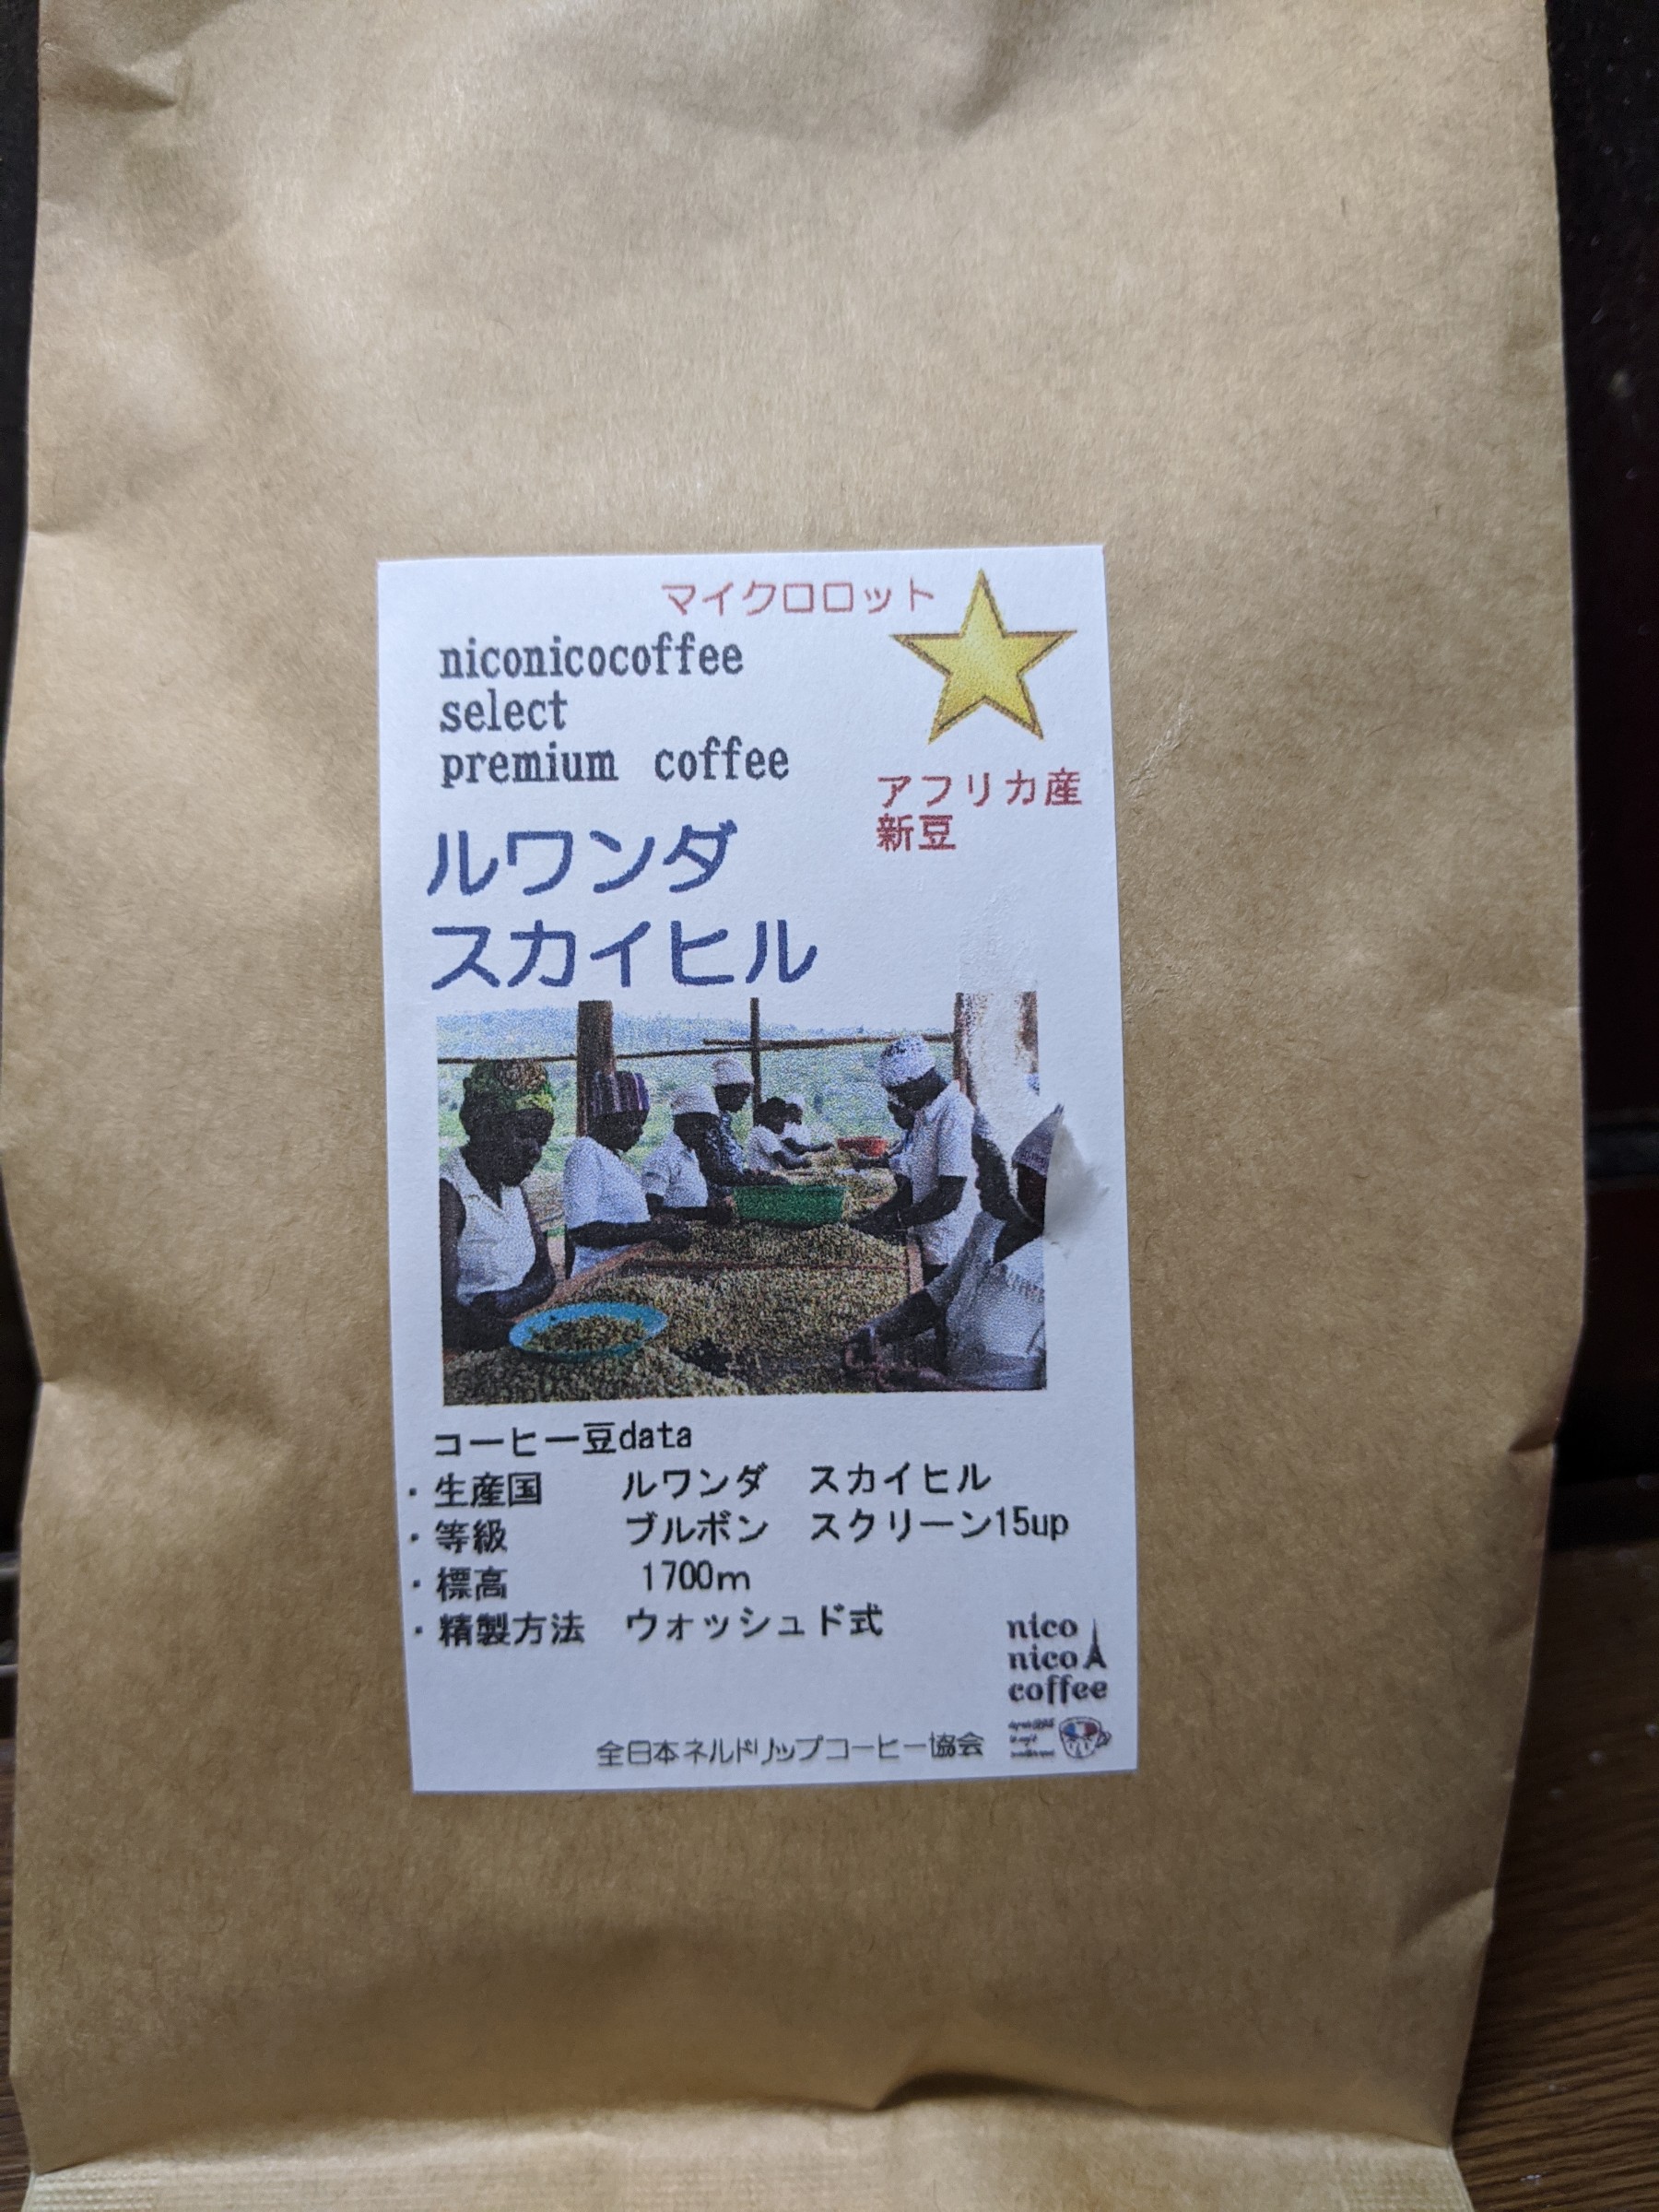 マイクロロット
niconicocoffee
select
premium coffee
アフリカ産
新豆
ルワンダ
スカイヒル
コーヒー豆data
・生産国 ルワンダ スカイヒル
・等級 ブルボン スクリーン15up
・標高 1700m
・精製方法 ウォッシュド式
nico
nico
coffee
全日本ネルドリップコーヒー協会